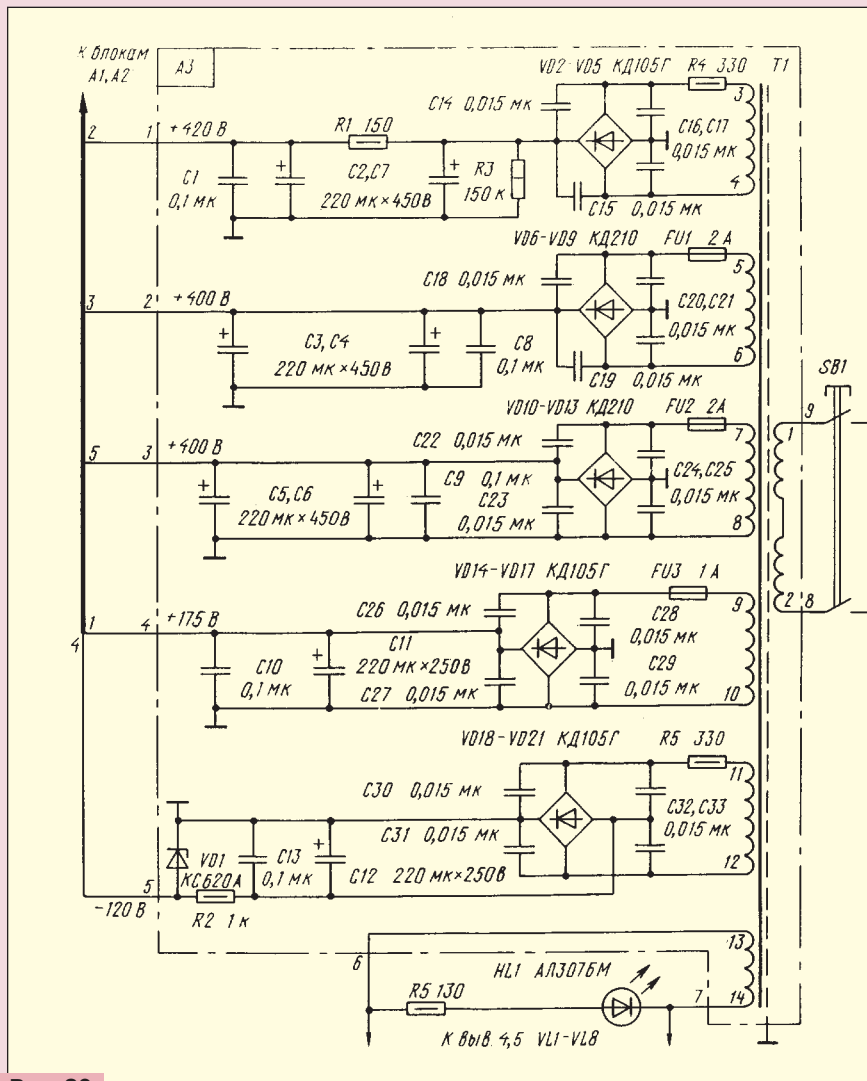 К блокам
А1, А2
А3
VD2-VD5 КД105Г
R4 330
Т1
C14 0,015 мк
3
2
1
+420 В
R1 150
C16, C17
0,015 мк
+
C1
0,1 мк
C2, C7
220 мк×450В
+
R3
150 к
4
C15 0,015 мк
VD6-VD9 КД210
FU1 2 А
C18 0,015 мк
5
3
2
+400 В
C20, C21
0,015 мк
+
C3, C4
220 мк×450В
+
C8
0,1 мк
6
C19 0,015 мк
SB1
VD10-VD13 КД210
FU2 2А
9
C22 0,015 мк
7
1
5
3
+400 В
C9 0,1 мк
C24, C25
0,015 мк
+
C5, C6
220 мк×450В
+
C23
0,015 мк
8
VD14-VD17 КД105Г
FU3 1 А
C26 0,015 мк
9
2
8
1
4
+175 В
C28
0,015 мк
4
C10
0,1 мк
+
C11
220 мк×250В
C29
0,015 мк
C27 0,015 мк
10
VD18-VD21 КД105Г
R5 330
C30 0,015 мк
11
C32, C33
0,015 мк
C31 0,015 мк
VD1
КС620А
C13
0,1 мк
+
C12 220 мк×250В
12
5
-120 В
R2 1 к
6
13
HL1 АЛ307БМ
R5 130
7
14
К выв. 4,5 VL1-VL8